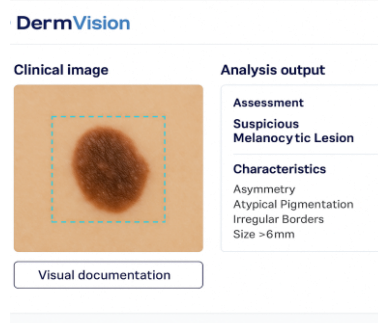 DermVision
Clinical image
Analysis output
Assessment
Suspicious
Melanocytic Lesion
Characteristics
Asymmetry
Atypical Pigmentation
Irregular Borders
Size >6mm
Visual documentation